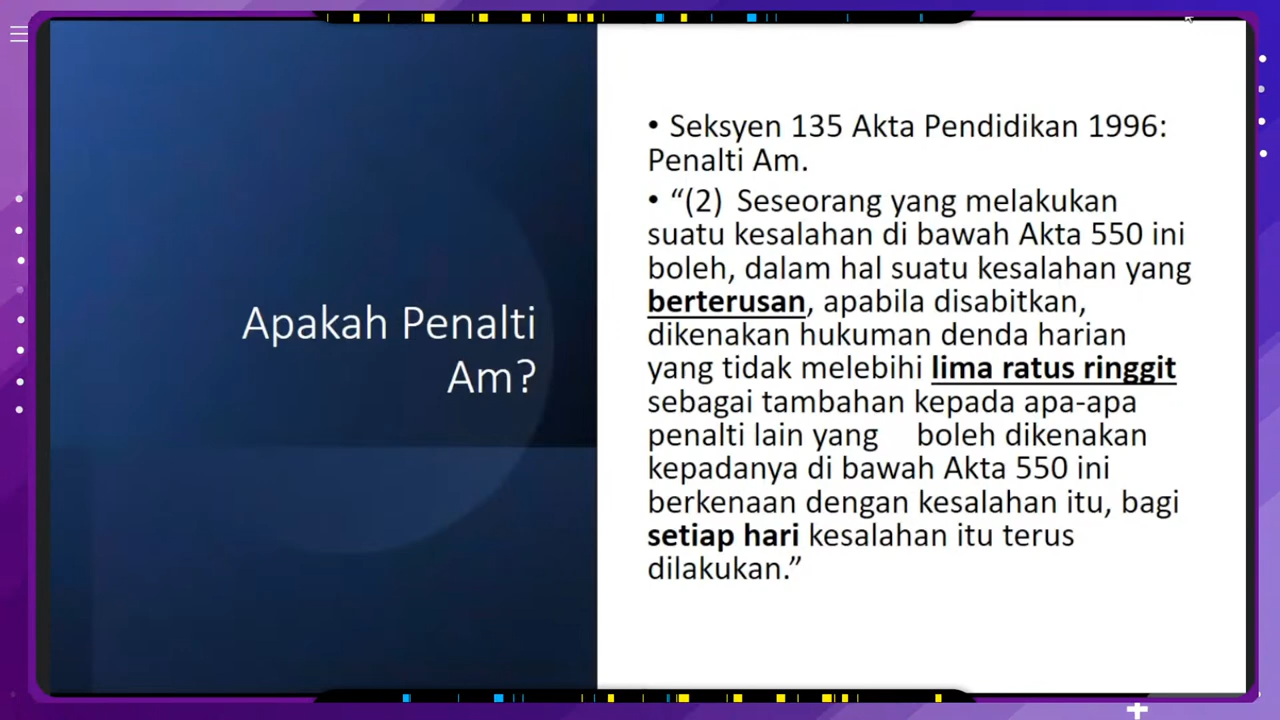 Apakah Penalti
Am?
• Seksyen 135 Akta Pendidikan 1996:
Penalti Am.
• “(2) Seseorang yang melakukan
suatu kesalahan di bawah Akta 550 ini
boleh, dalam hal suatu kesalahan yang
berterusan, apabila disabitkan,
dikenakan hukuman denda harian
yang tidak melebihi lima ratus ringgit
sebagai tambahan kepada apa-apa
penalti lain yang boleh dikenakan
kepadanya di bawah Akta 550 ini
berkenaan dengan kesalahan itu, bagi
setiap hari kesalahan itu terus
dilakukan.”